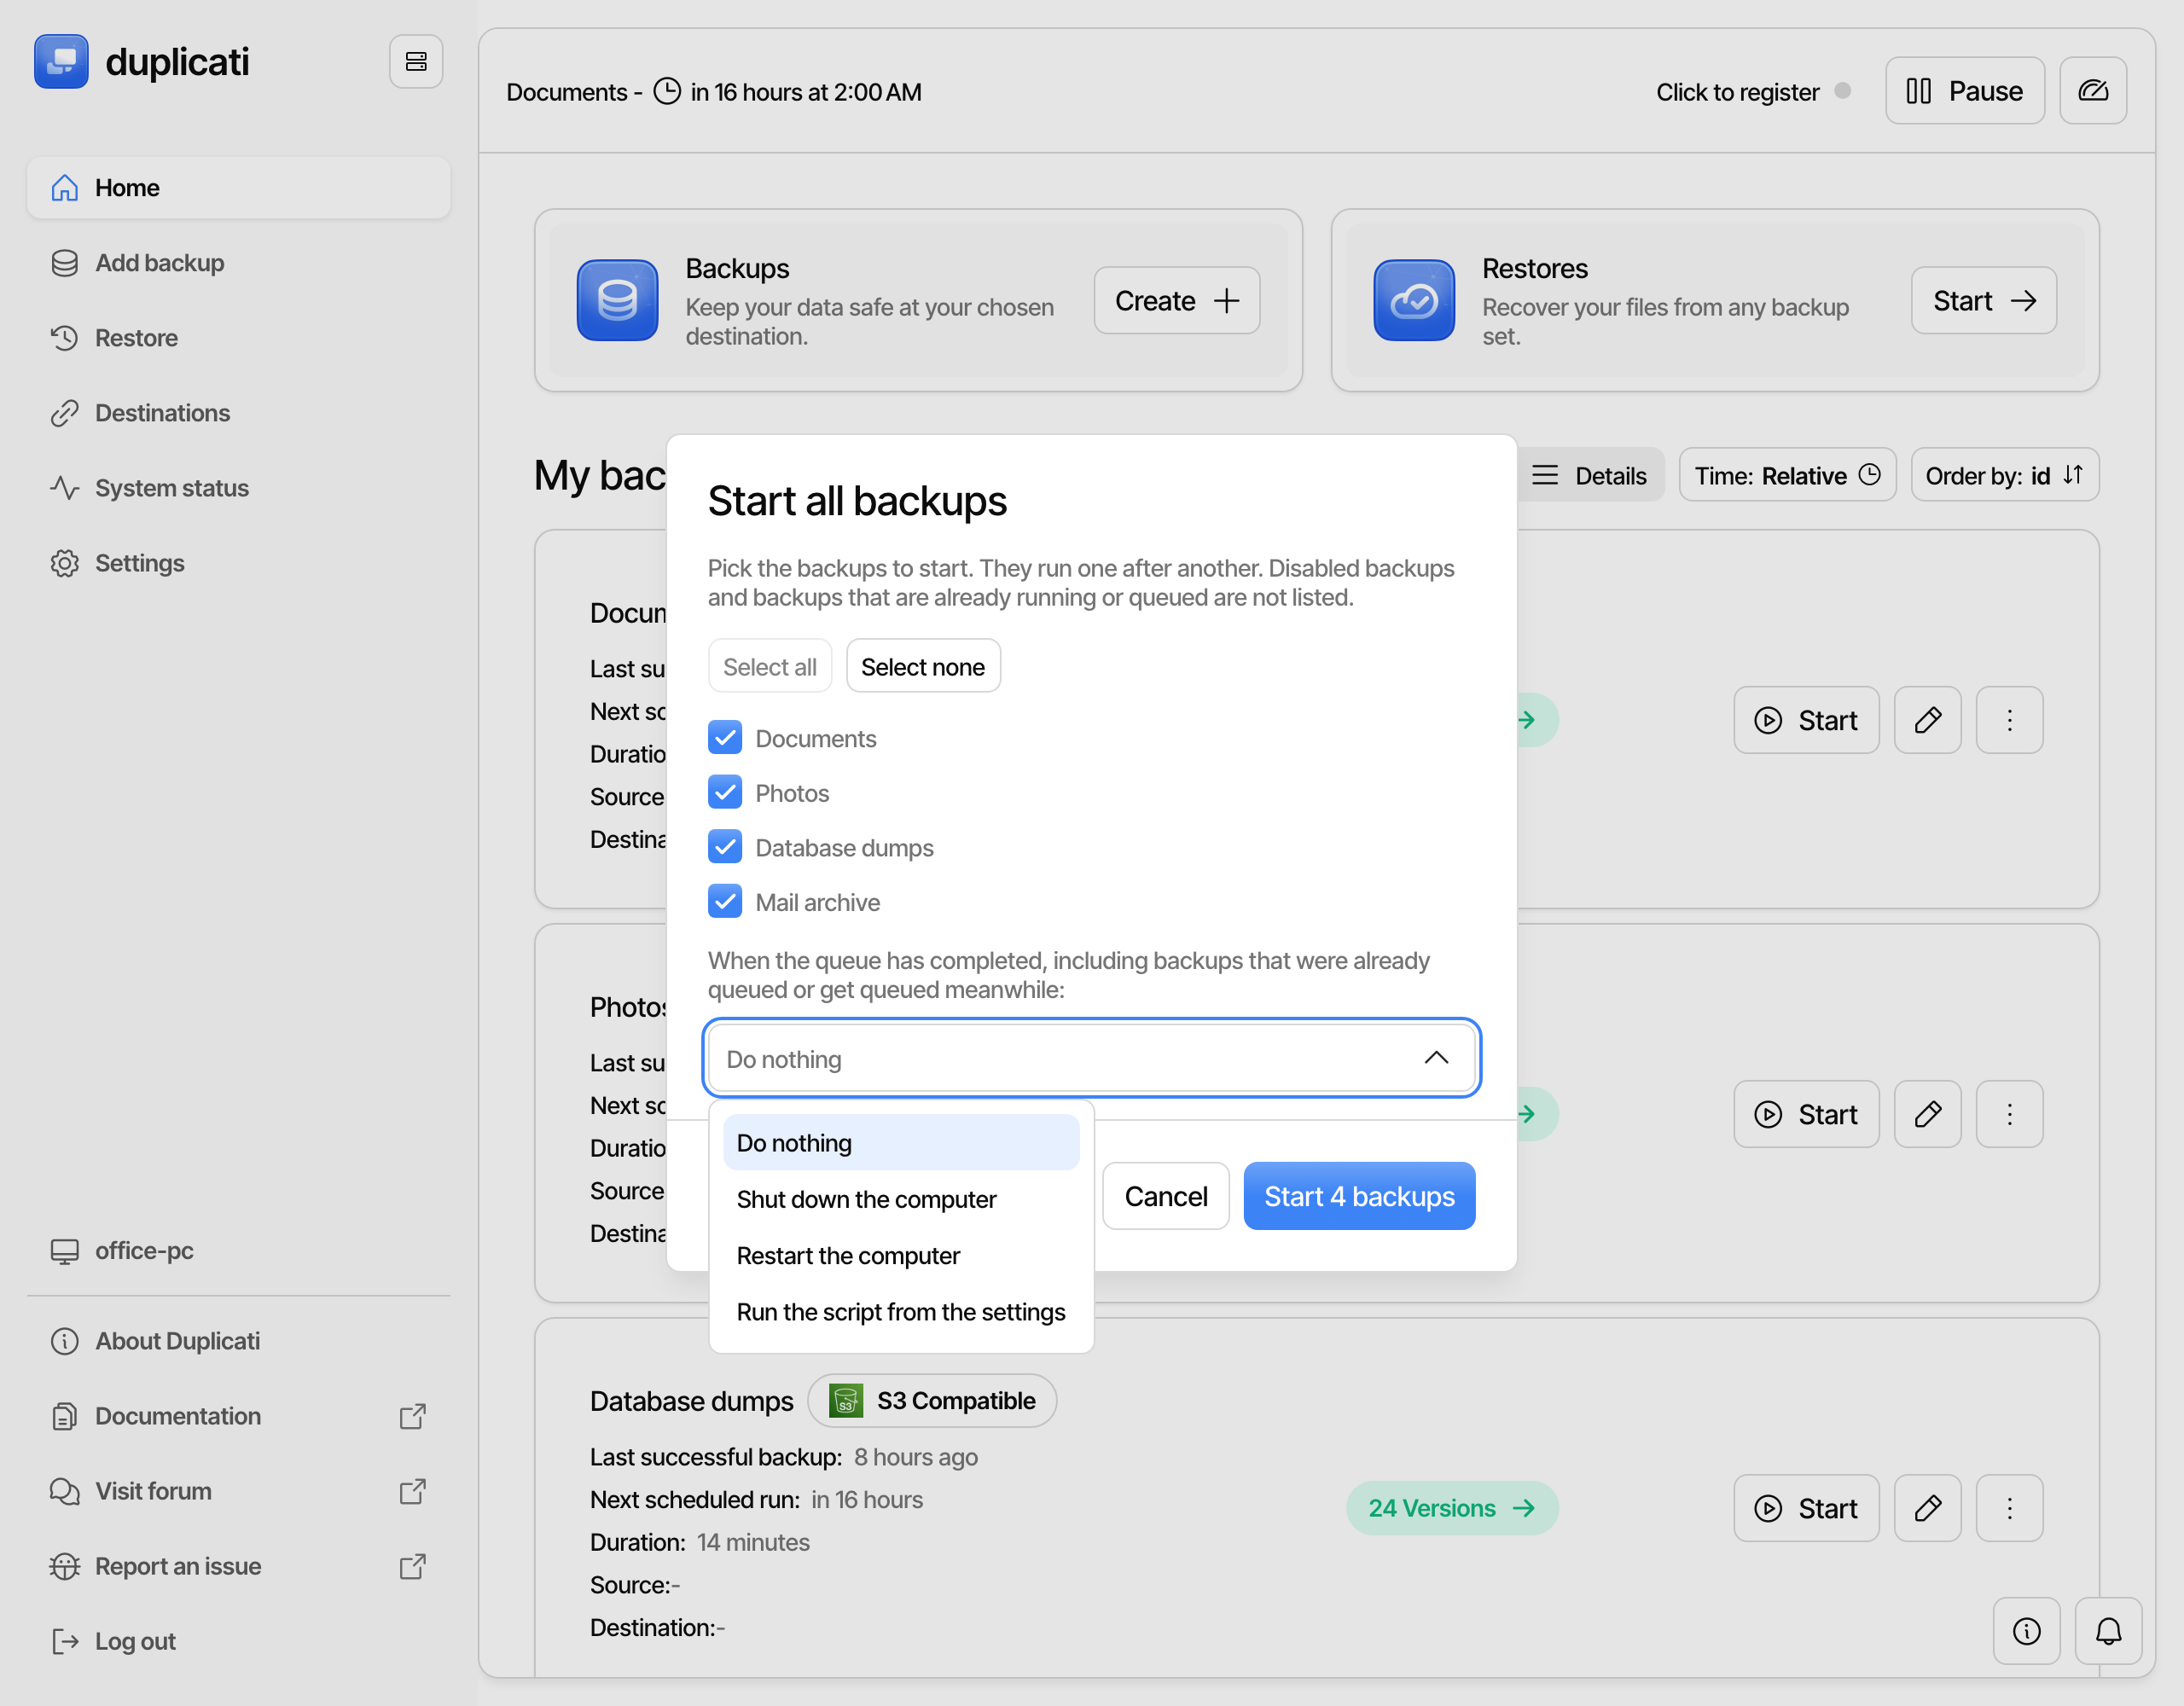 duplicati
Documents - in 16 hours at 2:00 AM
Click to register
Pause
Home
Add backup
Restore
Destinations
System status
Settings
office-pc
About Duplicati
Documentation
Visit forum
Report an issue
Log out
Backups
Keep your data safe at your chosen
destination.
Create
Restores
Recover your files from any backup
set.
Start
My bac
Details
Time: Relative
Order by: id
Docum
Last su
Next sc
Duratio
Source
Destina
Start
Photos
Last su
Next sc
Duratio
Source
Destina
Start
Start all backups
Pick the backups to start. They run one after another. Disabled backups
and backups that are already running or queued are not listed.
Select all
Select none
Documents
Photos
Database dumps
Mail archive
When the queue has completed, including backups that were already
queued or get queued meanwhile:
Do nothing
Do nothing
Shut down the computer
Restart the computer
Run the script from the settings
Cancel
Start 4 backups
Database dumps
S3
S3 Compatible
Last successful backup: 8 hours ago
Next scheduled run: in 16 hours
Duration: 14 minutes
Source:-
Destination:-
24 Versions
Start